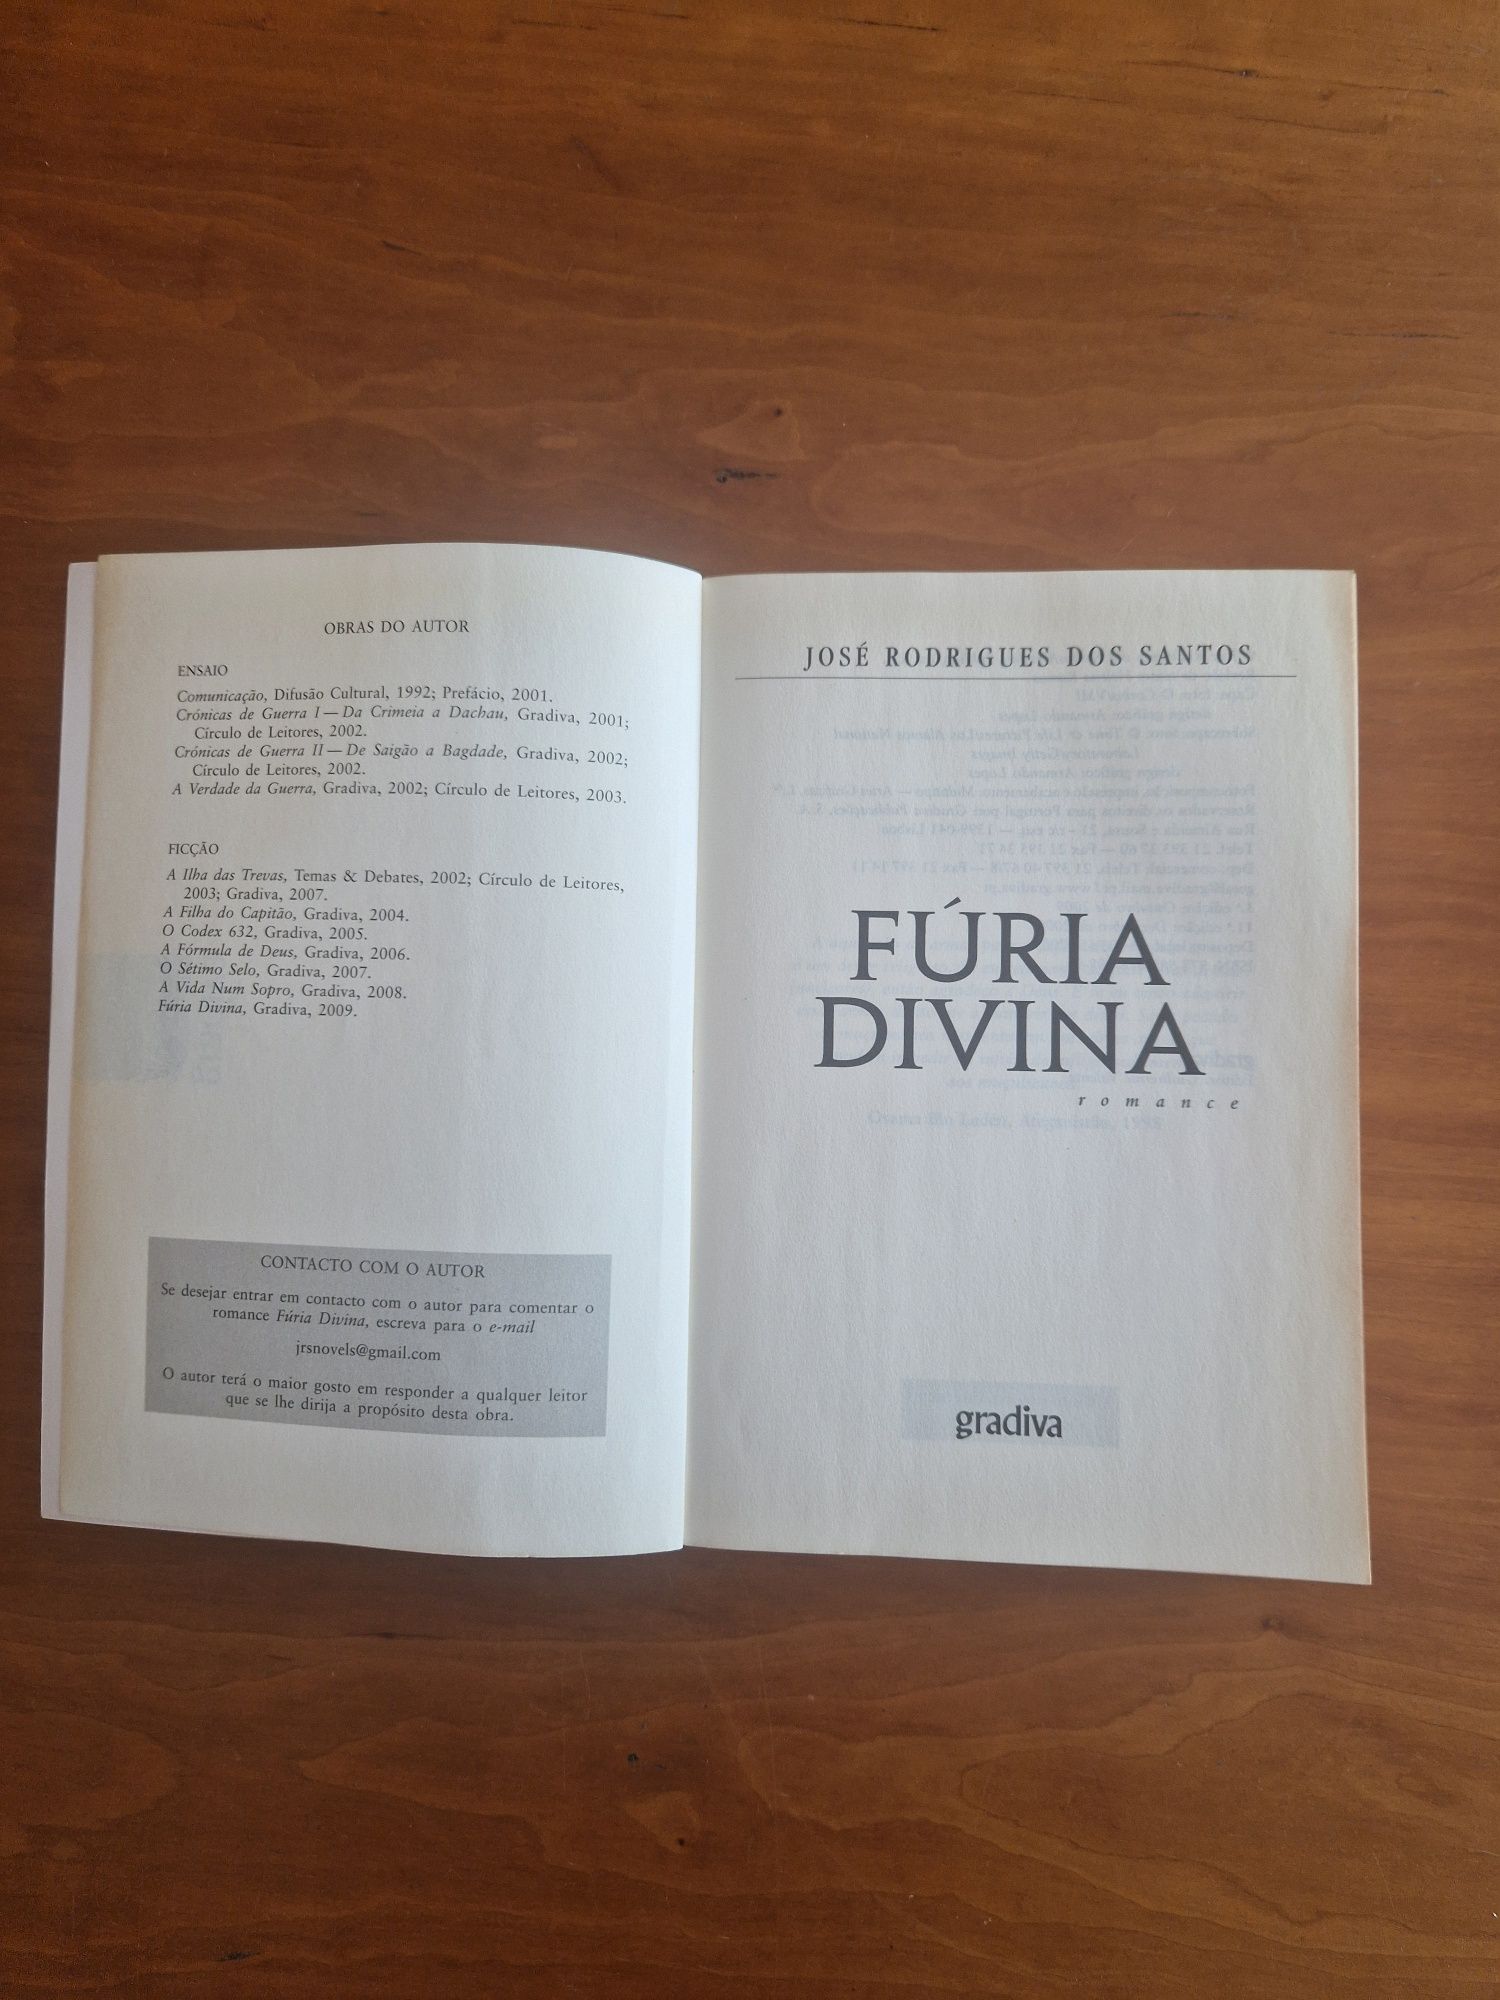 OBRAS DO AUTOR
ENSAIO
Comunicação, Difusão Cultural, 1992; Prefácio, 2001.
Crónicas de Guerra I — Da Crimeia a Dachau, Gradiva, 2001;
Círculo de Leitores, 2002.
Crónicas de Guerra II — De Saigão a Bagdade, Gradiva, 2002;
Círculo de Leitores, 2002.
A Verdade da Guerra, Gradiva, 2002; Círculo de Leitores, 2003.
FICÇÃO
A Ilha das Trevas, Temas & Debates, 2002; Círculo de Leitores,
2003; Gradiva, 2007.
A Filha do Capitão, Gradiva, 2004.
O Codex 632, Gradiva, 2005.
A Fórmula de Deus, Gradiva, 2006.
O Sétimo Selo, Gradiva, 2007.
A Vida Num Sopro, Gradiva, 2008.
Fúria Divina, Gradiva, 2009.
CONTACTO COM O AUTOR
Se desejar entrar em contacto com o autor para comentar o
romance Fúria Divina, escreva para o e-mail
jrsnovels@gmail.com
O autor terá o maior gosto em responder a qualquer leitor
que se lhe dirija a propósito desta obra.
JOSÉ RODRIGUES DOS SANTOS
FÚRIA
DIVINA
romance
gradiva